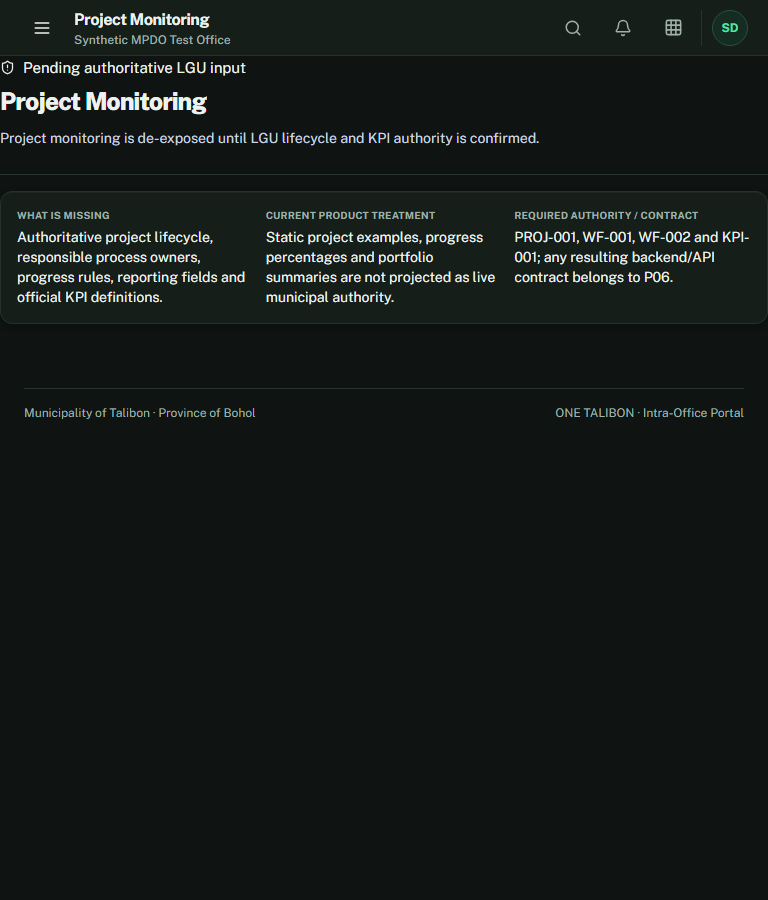 Project Monitoring
Synthetic MPDO Test Office
SD
Pending authoritative LGU input
Project Monitoring
Project monitoring is de-exposed until LGU lifecycle and KPI authority is confirmed.
WHAT IS MISSING
Authoritative project lifecycle,
responsible process owners,
progress rules, reporting fields and
official KPI definitions.
CURRENT PRODUCT TREATMENT
Static project examples, progress
percentages and portfolio
summaries are not projected as live
municipal authority.
REQUIRED AUTHORITY / CONTRACT
PROJ-001, WF-001, WF-002 and KPI-
001; any resulting backend/API
contract belongs to P06.
Municipality of Talibon · Province of Bohol
ONE TALIBON · Intra-Office Portal